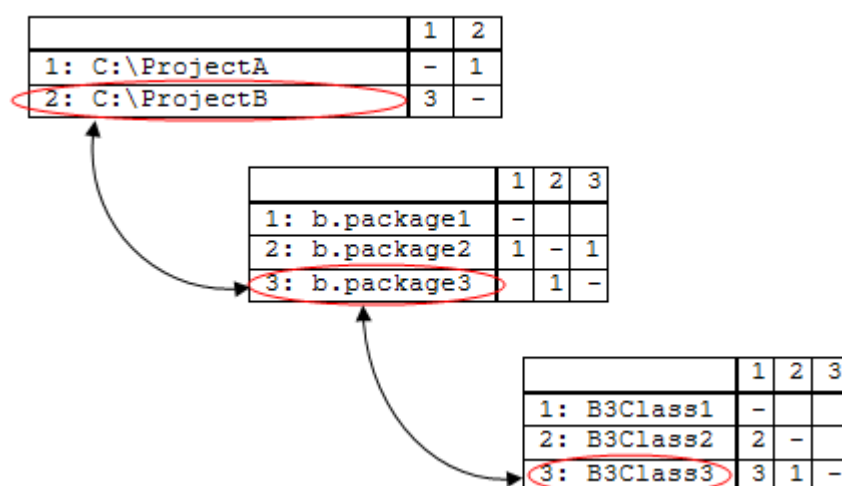 1 2
1: C:\ProjectA - 1
2: C:\ProjectB 3 -
1 2 3
1: b.package1 -
2: b.package2 1 - 1
3: b.package3 1 -
1 2 3
1: B3Class1 -
2: B3Class2 2 -
3: B3Class3 3 1 -